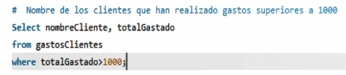 # Nombre de los clientes que han realizado gastos superiores a 1000
Select nombreCliente, totalGastado
from gastosClientes
where totalGastado>1000;